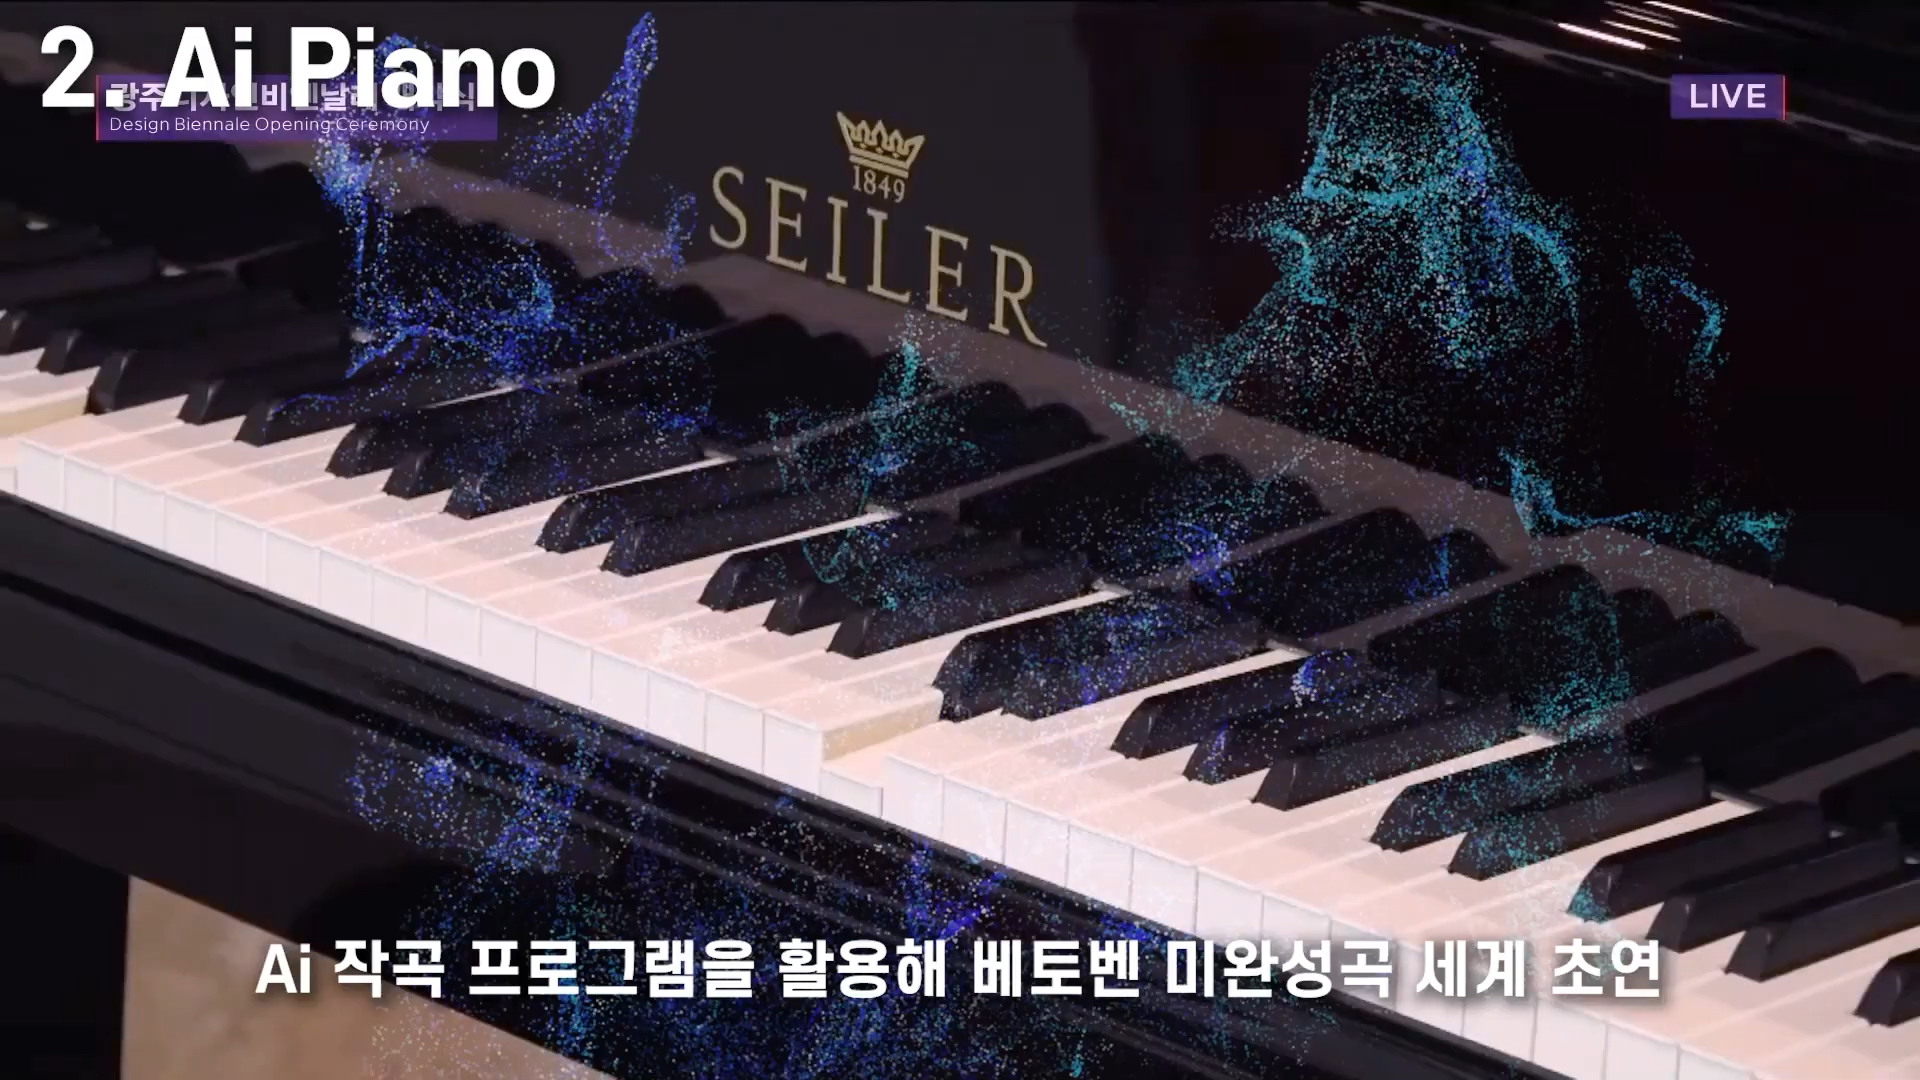 2. Ai Piano
Design Biennale Opening Ceremony
LIVE
1849
SEILER
Ai 작곡 프로그램을 활용해 베토벤 미완성곡 세계 초연